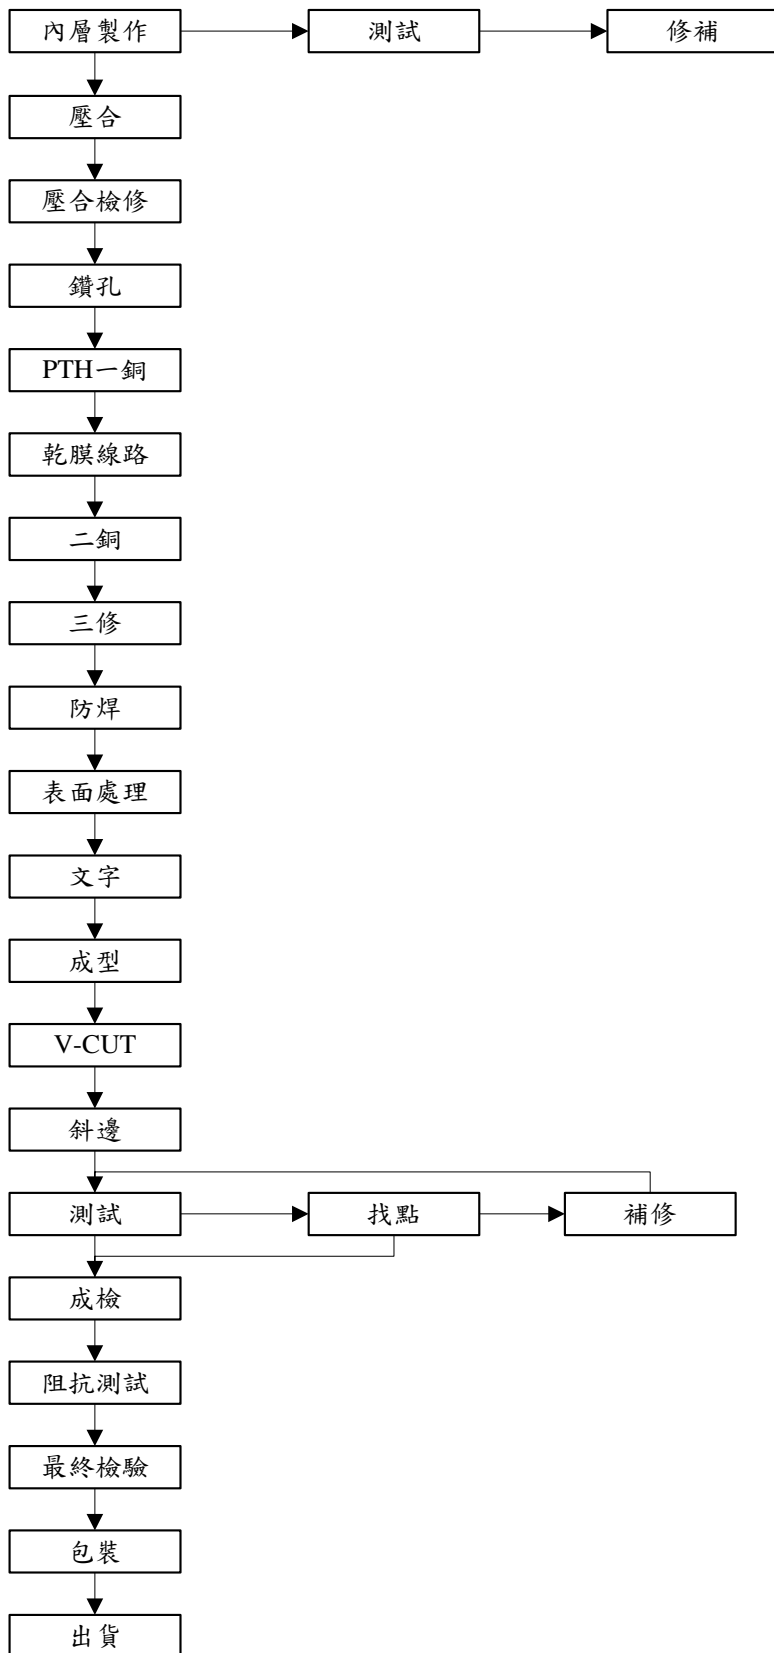 內層製作
測試
修補
壓合
壓合檢修
鑽孔
PTH一銅
乾膜線路
二銅
三修
防焊
表面處理
文字
成型
V-CUT
斜邊
測試
找點
補修
成檢
阻抗測試
最終檢驗
包裝
出貨